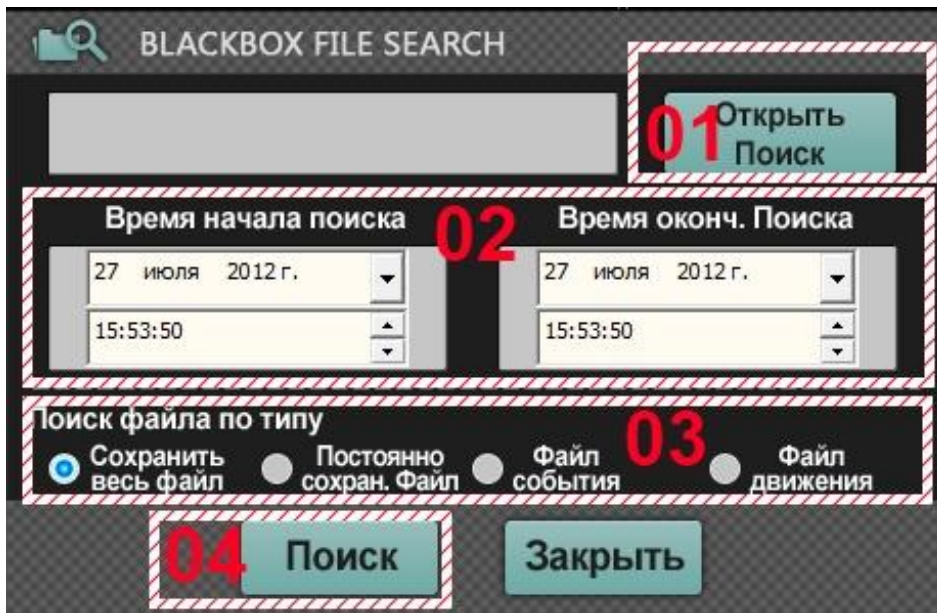 BLACKBOX FILE SEARCH
01
Открыть
Поиск
Время начала поиска
02
Время оконч. Поиска
27 июля 2012 г.
27 июля 2012 г.
15:53:50
15:53:50
Поиск файла по типу
03
Сохранить
весь файл
Постоянно
сохран. Файл
Файл
события
Файл
движения
04
Поиск
Закрыть